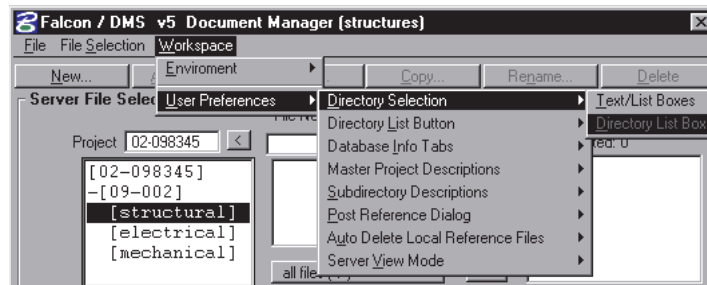 Falcon / DMS v5 Document Manager (structures)
File File Selection Workspace
New... Copy... Rename... Delete
Enviroment
User Preferences
Server File Selec
Directory Selection
Directory List Button
Database Info Tabs
Master Project Descriptions
Subdirectory Descriptions
Post Reference Dialog
Auto Delete Local Reference Files
Server View Mode
Text/List Boxes
Directory List Box
Project 02-098345 <
[02-098345]
-[09-002]
[structural]
[electrical]
[mechanical]
all files